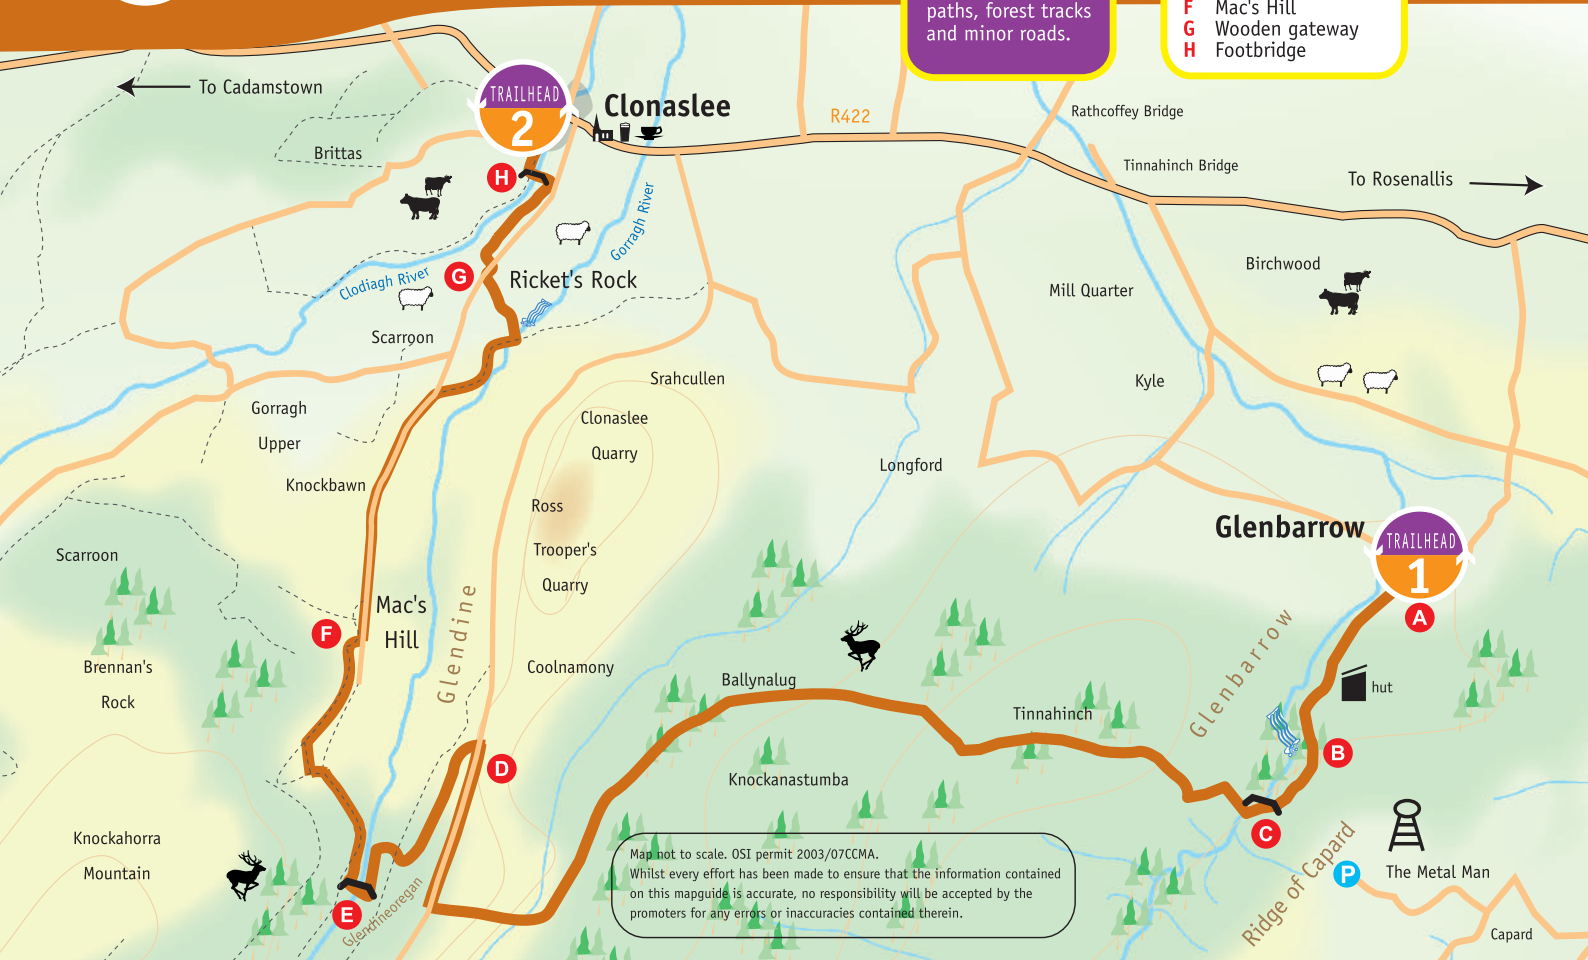 paths, forest tracks
and minor roads.
F Mac's Hill
G Wooden gateway
H Footbridge
To Cadamstown
TRAILHEAD
2
Clonaslee
R422
Rathcoffey Bridge
Tinnahinch Bridge
To Rosenallis
Brittas
H
Gorragh River
Clodiagh River
G
Ricket's Rock
Birchwood
Mill Quarter
Scarroon
Srahcullen
Kyle
Gorragh
Upper
Clonaslee
Quarry
Longford
Knockbawn
Ross
Trooper's
Quarry
Glenbarrow
TRAILHEAD
1
A
Scarroon
Mac's
Hill
F
Glendine
Coolnamony
Brennan's
Rock
Ballynalug
Glenbarrow
hut
Tinnahinch
B
D
Knockanastumba
C
Knockahorra
Mountain
Map not to scale. OSI permit 2003/07CCMA.
Whilst every effort has been made to ensure that the information contained
on this mapguide is accurate, no responsibility will be accepted by the
promoters for any errors or inaccuracies contained therein.
E
Glendineoregan
Ridge of Capard
P
The Metal Man
Capard